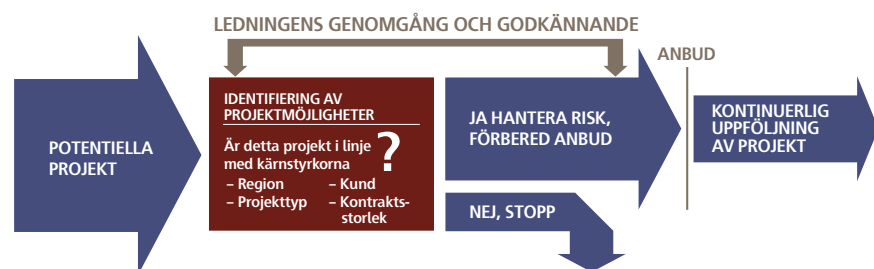 LEDNINGENS GENOMGÅNG OCH GODKÄNNANDE
ANBUD
POTENTIELLA
PROJEKT
IDENTIFIERING AV
PROJEKTMÖJLIGHETER
Är detta projekt i linje
med kärnstyrkorna
?
– Region – Kund
– Projekttyp – Kontrakts-
storlek
JA HANTERA RISK,
FÖRBERED ANBUD
NEJ, STOPP
KONTINUERLIG
UPPFÖLJNING
AV PROJEKT